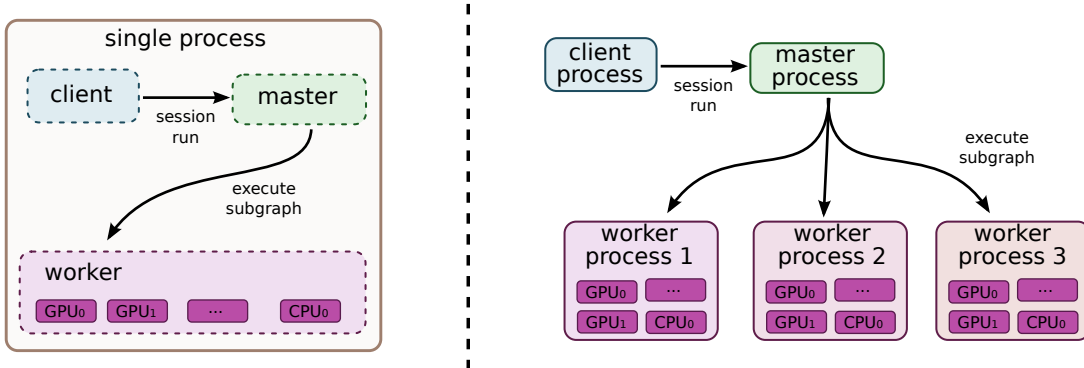 single process
client
master
session
run
execute
subgraph
worker
GPU₀
GPU₁
...
CPU₀
client
process
master
process
session
run
execute
subgraph
worker
process 1
GPU₀
...
GPU₁
CPU₀
worker
process 2
GPU₀
...
GPU₁
CPU₀
worker
process 3
GPU₀
...
GPU₁
CPU₀